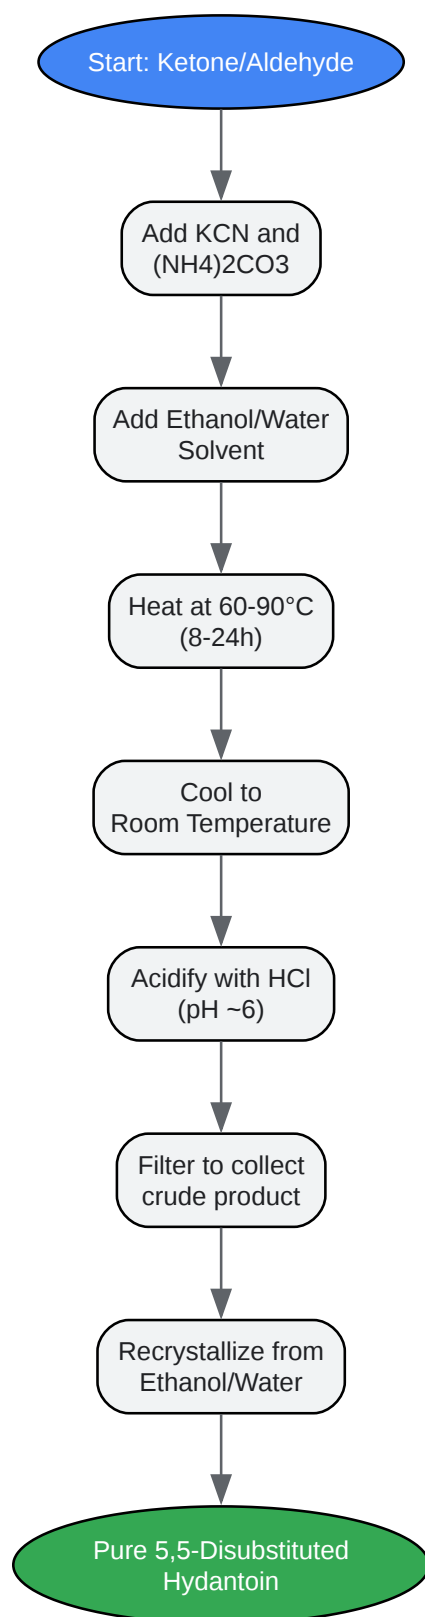 Start: Ketone/Aldehyde
Add KCN and
(NH4)2CO3
Add Ethanol/Water
Solvent
Heat at 60-90°C
(8-24h)
Cool to
Room Temperature
Acidify with HCl
(pH ~6)
Filter to collect
crude product
Recrystallize from
Ethanol/Water
Pure 5,5-Disubstituted
Hydantoin